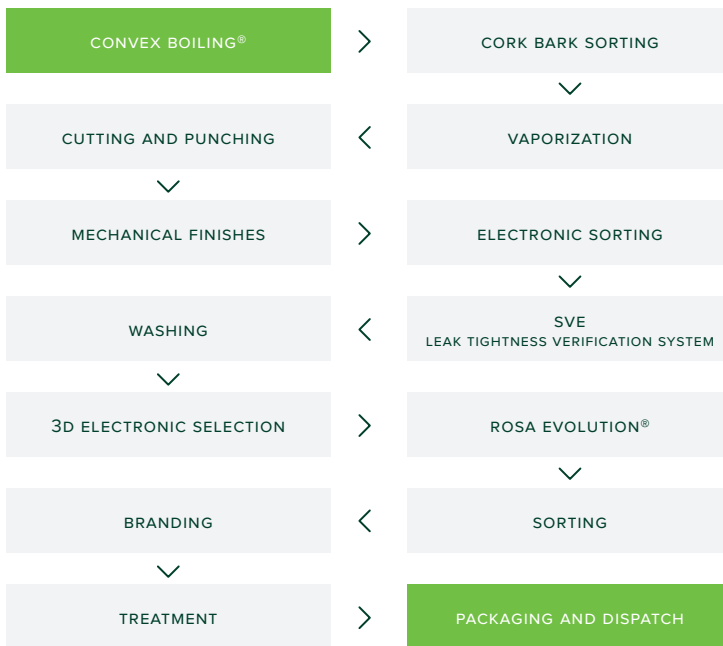 CONVEX BOILING®
CORK BARK SORTING
CUTTING AND PUNCHING
VAPORIZATION
MECHANICAL FINISHES
ELECTRONIC SORTING
WASHING
SVE
LEAK TIGHTNESS VERIFICATION SYSTEM
3D ELECTRONIC SELECTION
ROSA EVOLUTION®
BRANDING
SORTING
TREATMENT
PACKAGING AND DISPATCH